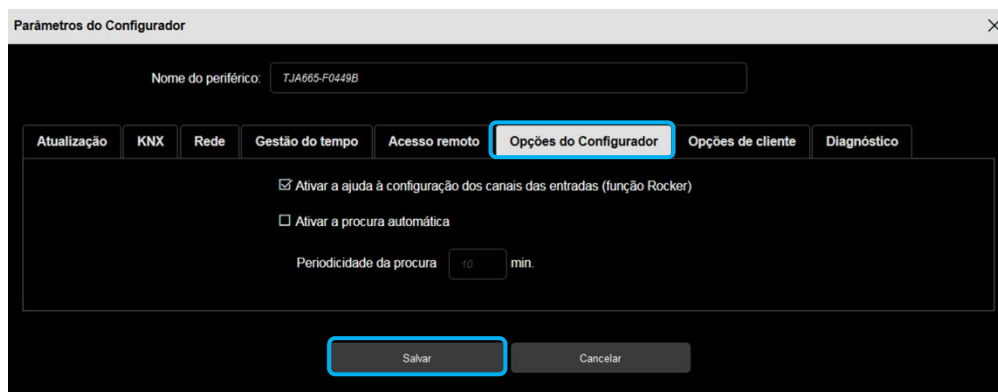 Parâmetros do Configurador
Nome do periférico: TJA665-F0449B
Atualização KNX Rede Gestão do tempo Acesso remoto Opções do Configurador Opções de cliente Diagnóstico
Ativar a ajuda à configuração dos canais das entradas (função Rocker)
Ativar a procura automática
Periodicidade da procura 10 min.
Salvar Cancelar